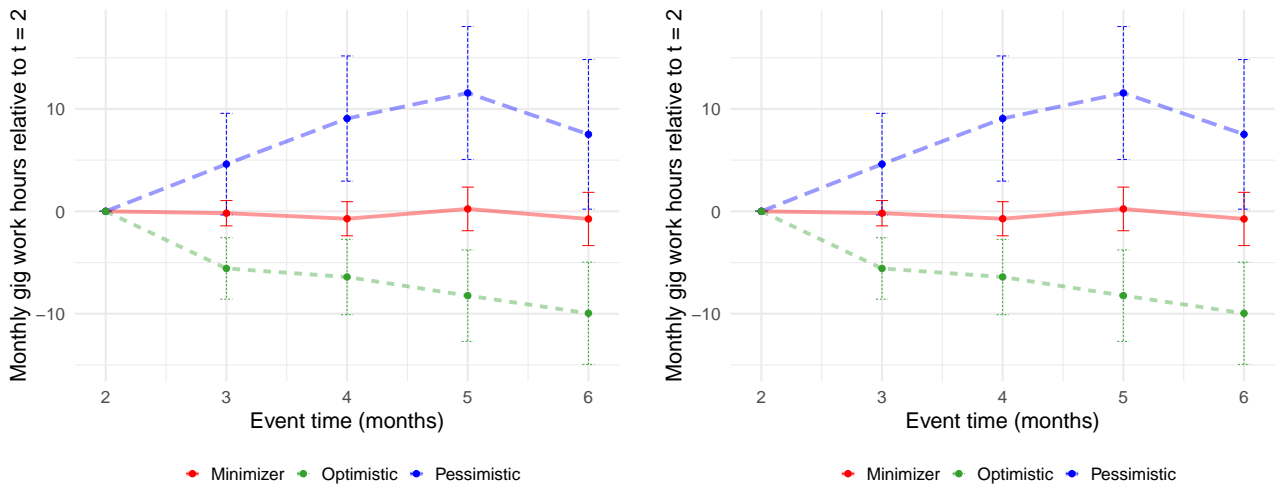 Monthly gig work hours relative to t = 2
10
0
−10
2 3 4 5 6
Event time (months)
Minimizer Optimistic Pessimistic
Monthly gig work hours relative to t = 2
10
0
−10
2 3 4 5 6
Event time (months)
Minimizer Optimistic Pessimistic